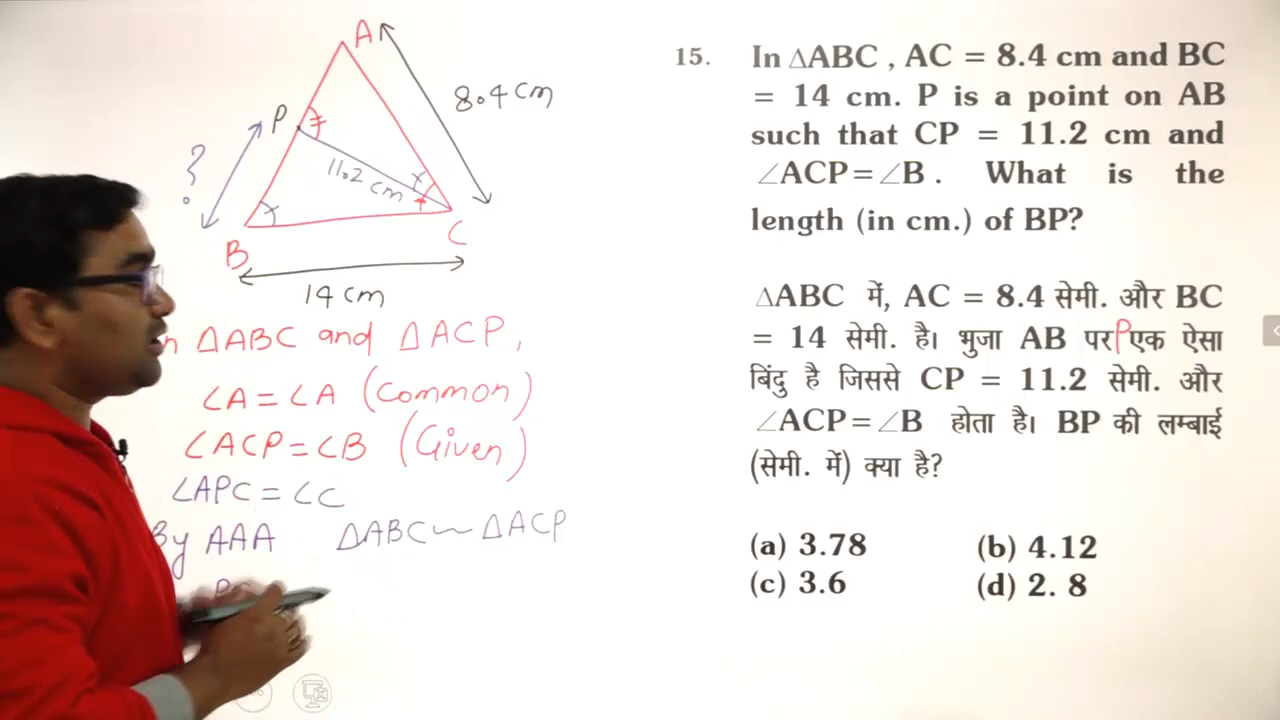 A
8.4 cm
P
?
11.2 cm
B
C
14 cm
ΔABC and ΔACP,
∠A = ∠A (Common)
∠ACP = ∠B (Given)
∠APC = ∠C
By AAA ΔABC ~ ΔACP
15. In ΔABC , AC = 8.4 cm and BC
= 14 cm. P is a point on AB
such that CP = 11.2 cm and
∠ACP=∠B. What is the
length (in cm.) of BP?
ΔABC में, AC = 8.4 सेमी. और BC
= 14 सेमी. है। भुजा AB पर P एक ऐसा
बिंदु है जिससे CP = 11.2 सेमी. और
∠ACP=∠B होता है। BP की लम्बाई
(सेमी. में) क्या है?
(a) 3.78 (b) 4.12
(c) 3.6 (d) 2. 8